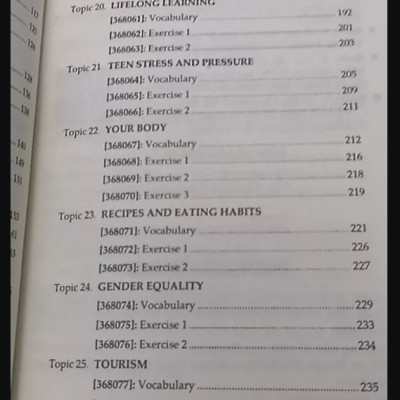 Topic 20. LIFELONG LEARNING
[368061]: Vocabulary 192
[368062]: Exercise 1 201
[368063]: Exercise 2 203
Topic 21. TEEN STRESS AND PRESSURE
[368064]: Vocabulary 205
[368065]: Exercise 1 209
[368066]: Exercise 2 211
Topic 22. YOUR BODY
[368067]: Vocabulary 212
[368068]: Exercise 1 216
[368069]: Exercise 2 218
[368070]: Exercise 3 219
Topic 23. RECIPES AND EATING HABITS
[368071]: Vocabulary 221
[368072]: Exercise 1 226
[368073]: Exercise 2 227
Topic 24. GENDER EQUALITY
[368074]: Vocabulary 229
[368075]: Exercise 1 233
[368076]: Exercise 2 234
Topic 25. TOURISM
[368077]: Vocabulary 235